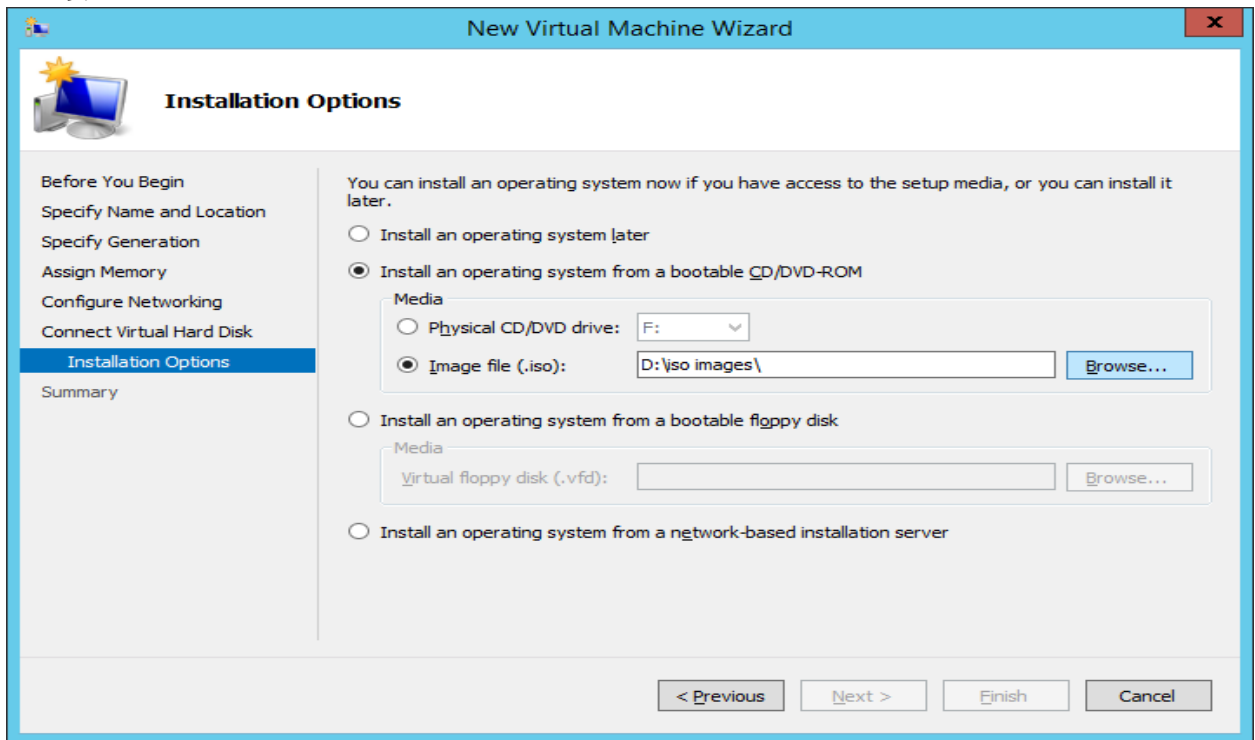 New Virtual Machine Wizard
x
Installation Options
Before You Begin
Specify Name and Location
Specify Generation
Assign Memory
Configure Networking
Connect Virtual Hard Disk
Installation Options
Summary
You can install an operating system now if you have access to the setup media, or you can install it
later.
Install an operating system later
Install an operating system from a bootable CD/DVD-ROM
Media
Physical CD/DVD drive: F:
Image file (.iso): D:\iso images\ Browse...
Install an operating system from a bootable floppy disk
Media
Virtual floppy disk (.vfd): Browse...
Install an operating system from a network-based installation server
< Previous Next > Finish Cancel